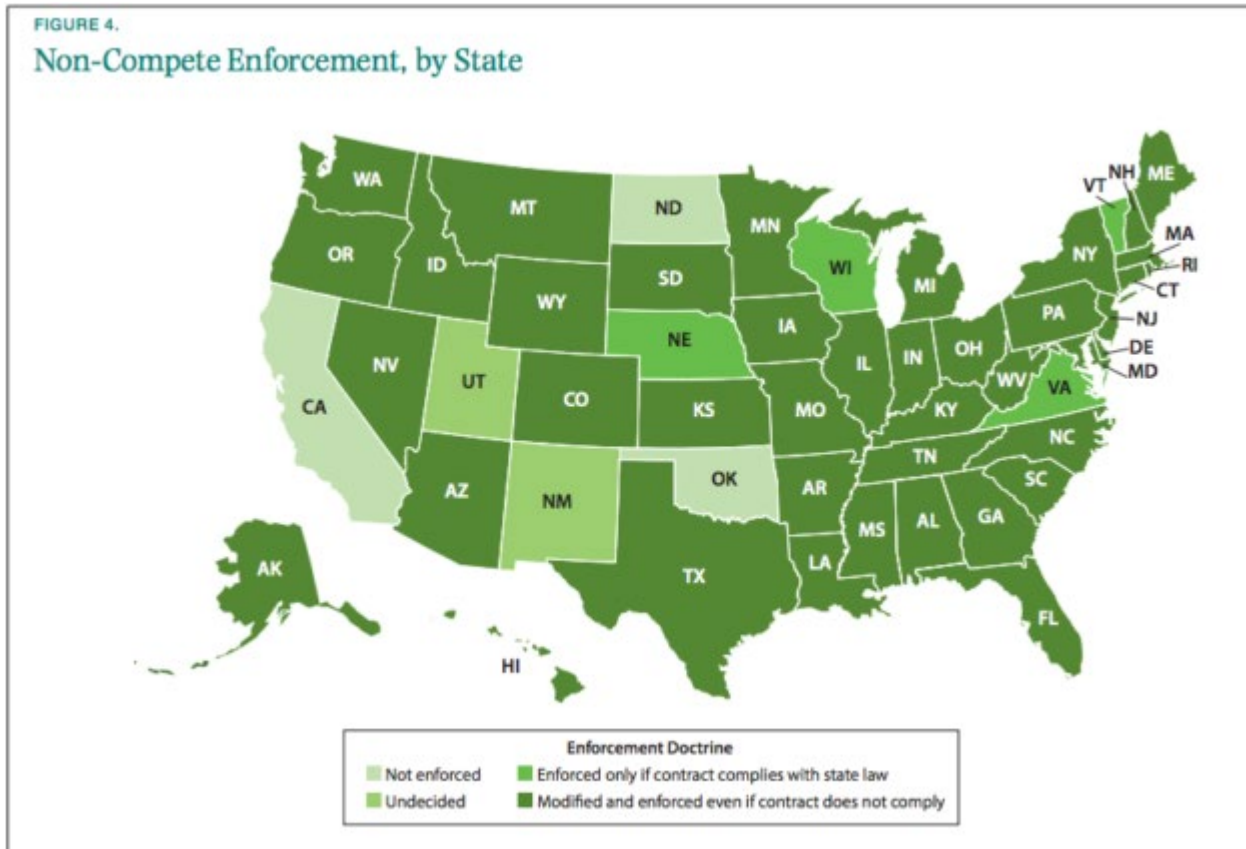 FIGURE 4.
Non-Compete Enforcement, by State
WA
MT
ND
MN
VT
NH
ME
OR
ID
WY
SD
WI
MI
NY
MA
RI
CT
NV
UT
CO
NE
IA
IL
IN
OH
PA
NJ
DE
MD
CA
KS
MO
KY
WV
VA
AZ
NM
OK
AR
TN
NC
SC
MS
AL
GA
AK
TX
LA
FL
HI
Enforcement Doctrine
Not enforced
Enforced only if contract complies with state law
Undecided
Modified and enforced even if contract does not comply